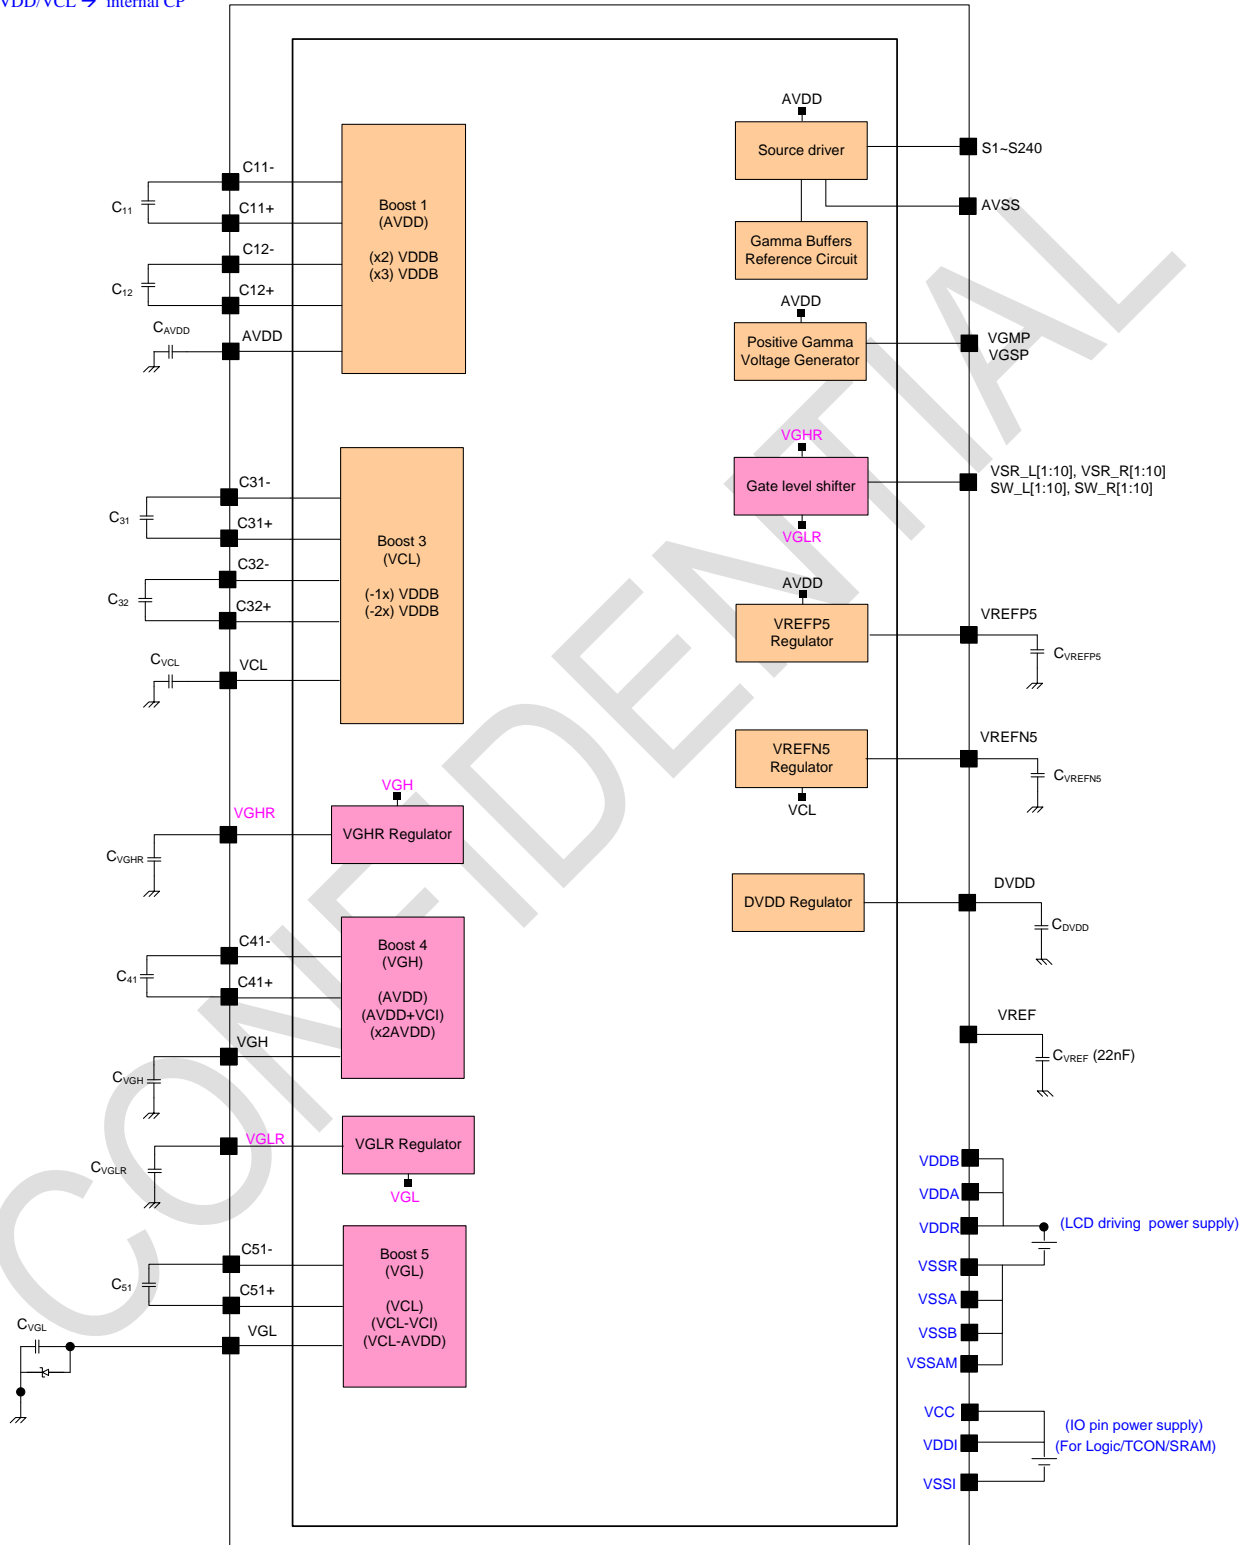 VDD/VCL → internal CP
C11-
C11
C11+
C12-
C12
C12+
CAVDD
AVDD
Boost 1
(AVDD)
(x2) VDDB
(x3) VDDB
C31-
C31
C31+
C32-
C32
C32+
CVCL
VCL
Boost 3
(VCL)
(-1x) VDDB
(-2x) VDDB
VGH
VGHR
VGHR Regulator
CVGHR
C41-
C41
C41+
VGH
CVGH
Boost 4
(VGH)
(AVDD)
(AVDD+VCI)
(x2AVDD)
VGLR
VGLR Regulator
CVGLR
VGL
C51-
C51
C51+
CVGL
VGL
Boost 5
(VGL)
(VCL)
(VCL-VCI)
(VCL-AVDD)
AVDD
Source driver
S1~S240
AVSS
Gamma Buffers
Reference Circuit
AVDD
Positive Gamma
Voltage Generator
VGMP
VGSP
VGHR
Gate level shifter
VGLR
VSR_L[1:10], VSR_R[1:10]
SW_L[1:10], SW_R[1:10]
AVDD
VREFP5
Regulator
VREFP5
CVREFP5
VREFN5
Regulator
VCL
VREFN5
CVREFN5
DVDD Regulator
DVDD
CDVDD
VREF
CVREF (22nF)
VDDB
VDDA
VDDR
(LCD driving power supply)
VSSR
VSSA
VSSB
VSSAM
VCC
(IO pin power supply)
VDDI
(For Logic/TCON/SRAM)
VSSI
CONFIDENTIAL